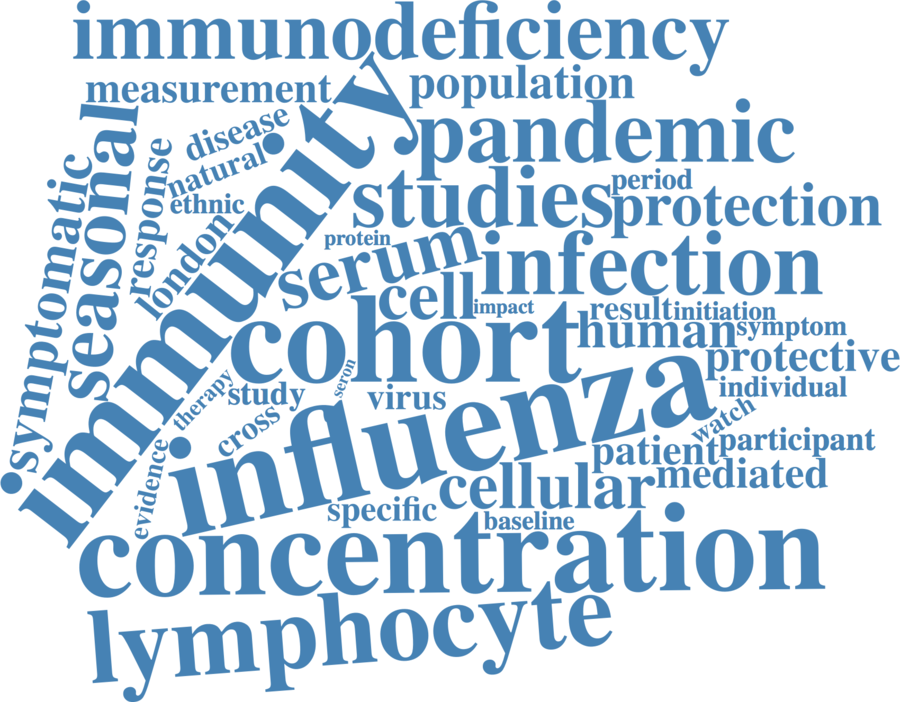 immunodeficiency
measurement
population
immunity
seasonal
disease
pandemic
natural
response
symptomatic
ethnic
studies
period
protection
london
protein
serum
infection
cell
impact
result
initiation
cohort
human
symptom
protective
therapy
study
seron
virus
individual
influenza
cross
watch
evidence
patient
participant
cellular
mediated
specific
baseline
concentration
lymphocyte